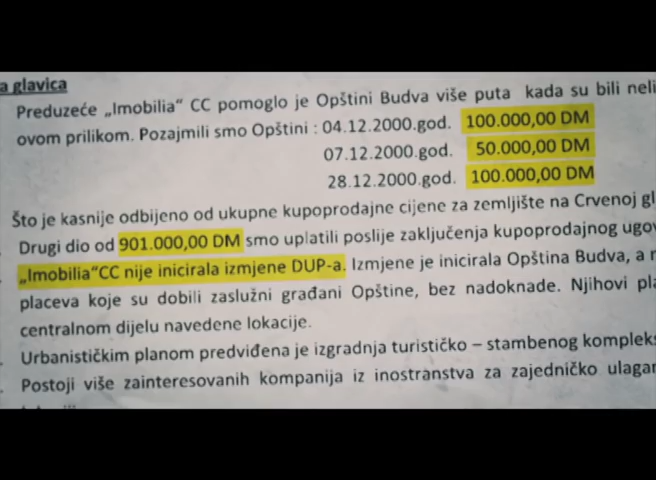 a glavica
Preduzeće „Imobilia“ CC pomoglo je Opštini Budva više puta kada su bili neli
ovom prilikom. Pozajmili smo Opštini : 04.12.2000.god. 100.000,00 DM
07.12.2000.god. 50.000,00 DM
28.12.2000.god. 100.000,00 DM
Što je kasnije odbijeno od ukupne kupoprodajne cijene za zemljište na Crvenoj gl
Drugi dio od 901.000,00 DM smo uplatili poslije zaključenja kupoprodajnog ugov
„Imobilia“CC nije inicirala izmjene DUP-a. Izmjene je inicirala Opština Budva, a
placeva koje su dobili zaslužni građani Opštine, bez nadoknade. Njihovi pla
centralnom dijelu navedene lokacije.
Urbanističkim planom predviđena je izgradnja turističko – stambenog kompleks
Postoji više zainteresovanih kompanija iz inostranstva za zajedničko ulagan